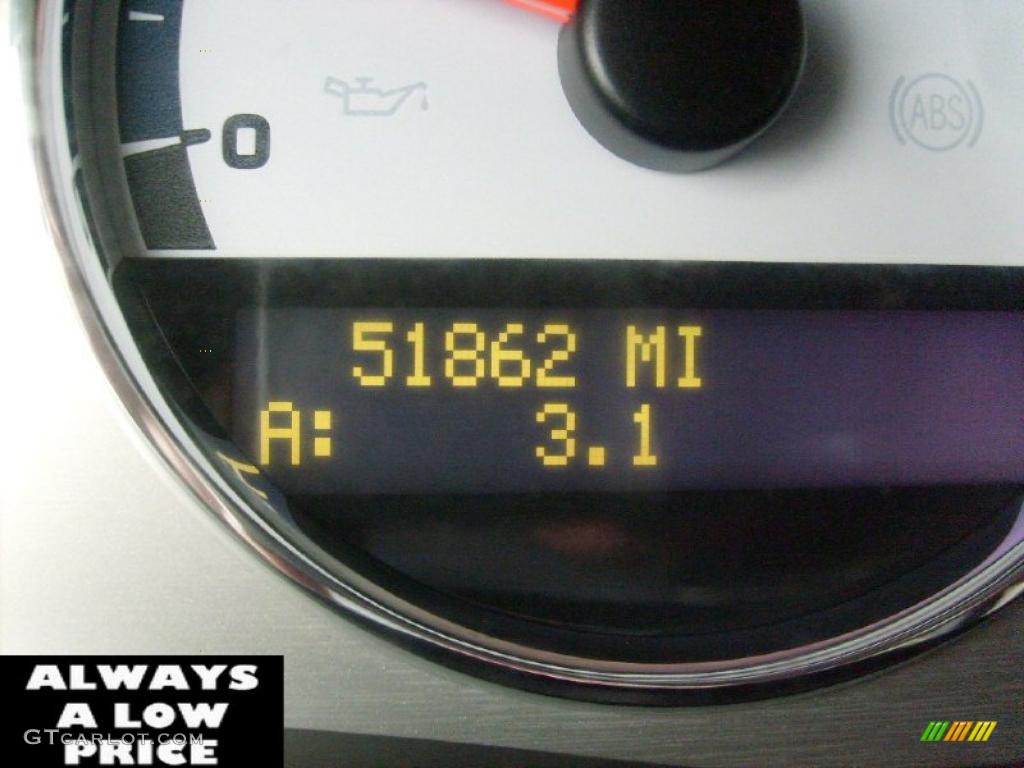 0
ABS
51862 MI
A: 3.1
ALWAYS
A LOW
PRICE
GTCARLOT.COM